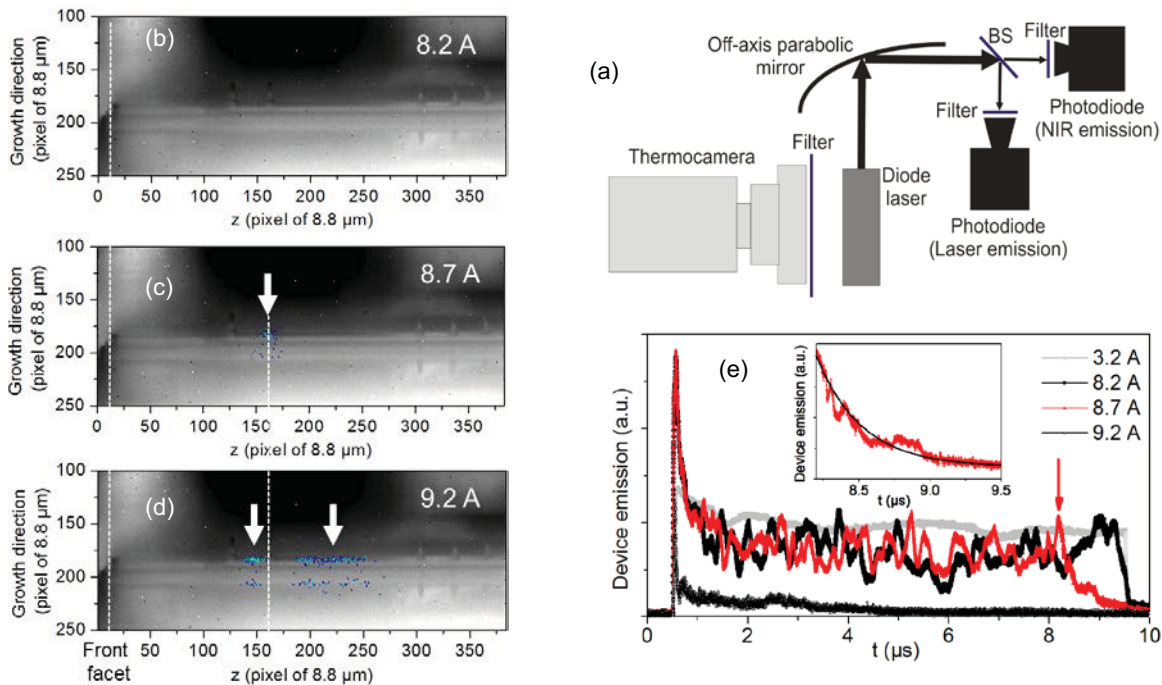 (b)
8.2 A
Growth direction
(pixel of 8.8 µm)
100
150
200
250
0 50 100 150 200 250 300 350
z (pixel of 8.8 µm)
(c)
8.7 A
Growth direction
(pixel of 8.8 µm)
100
150
200
250
0 50 100 150 200 250 300 350
z (pixel of 8.8 µm)
(d)
9.2 A
Growth direction
(pixel of 8.8 µm)
100
150
200
250
Front
facet
50 100 150 200 250 300 350
z (pixel of 8.8 µm)
(a)
Off-axis parabolic
mirror
BS
Filter
Photodiode
(NIR emission)
Filter
Photodiode
(Laser emission)
Thermocamera
Filter
Diode
laser
(e)
Device emission (a.u.)
3.2 A
8.2 A
8.7 A
9.2 A
Device emission (a.u.)
8.5 9.0 9.5
t (µs)
0 2 4 6 8 10
t (µs)